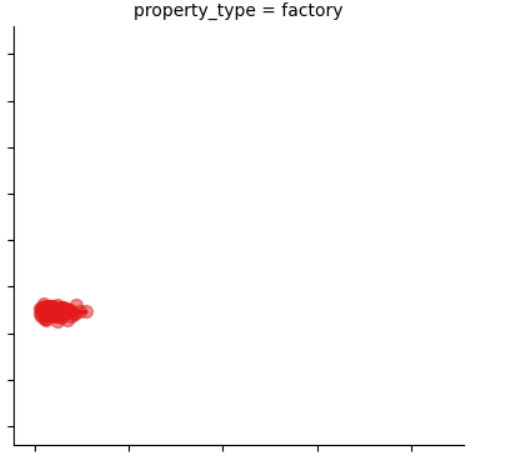 property_type = factory